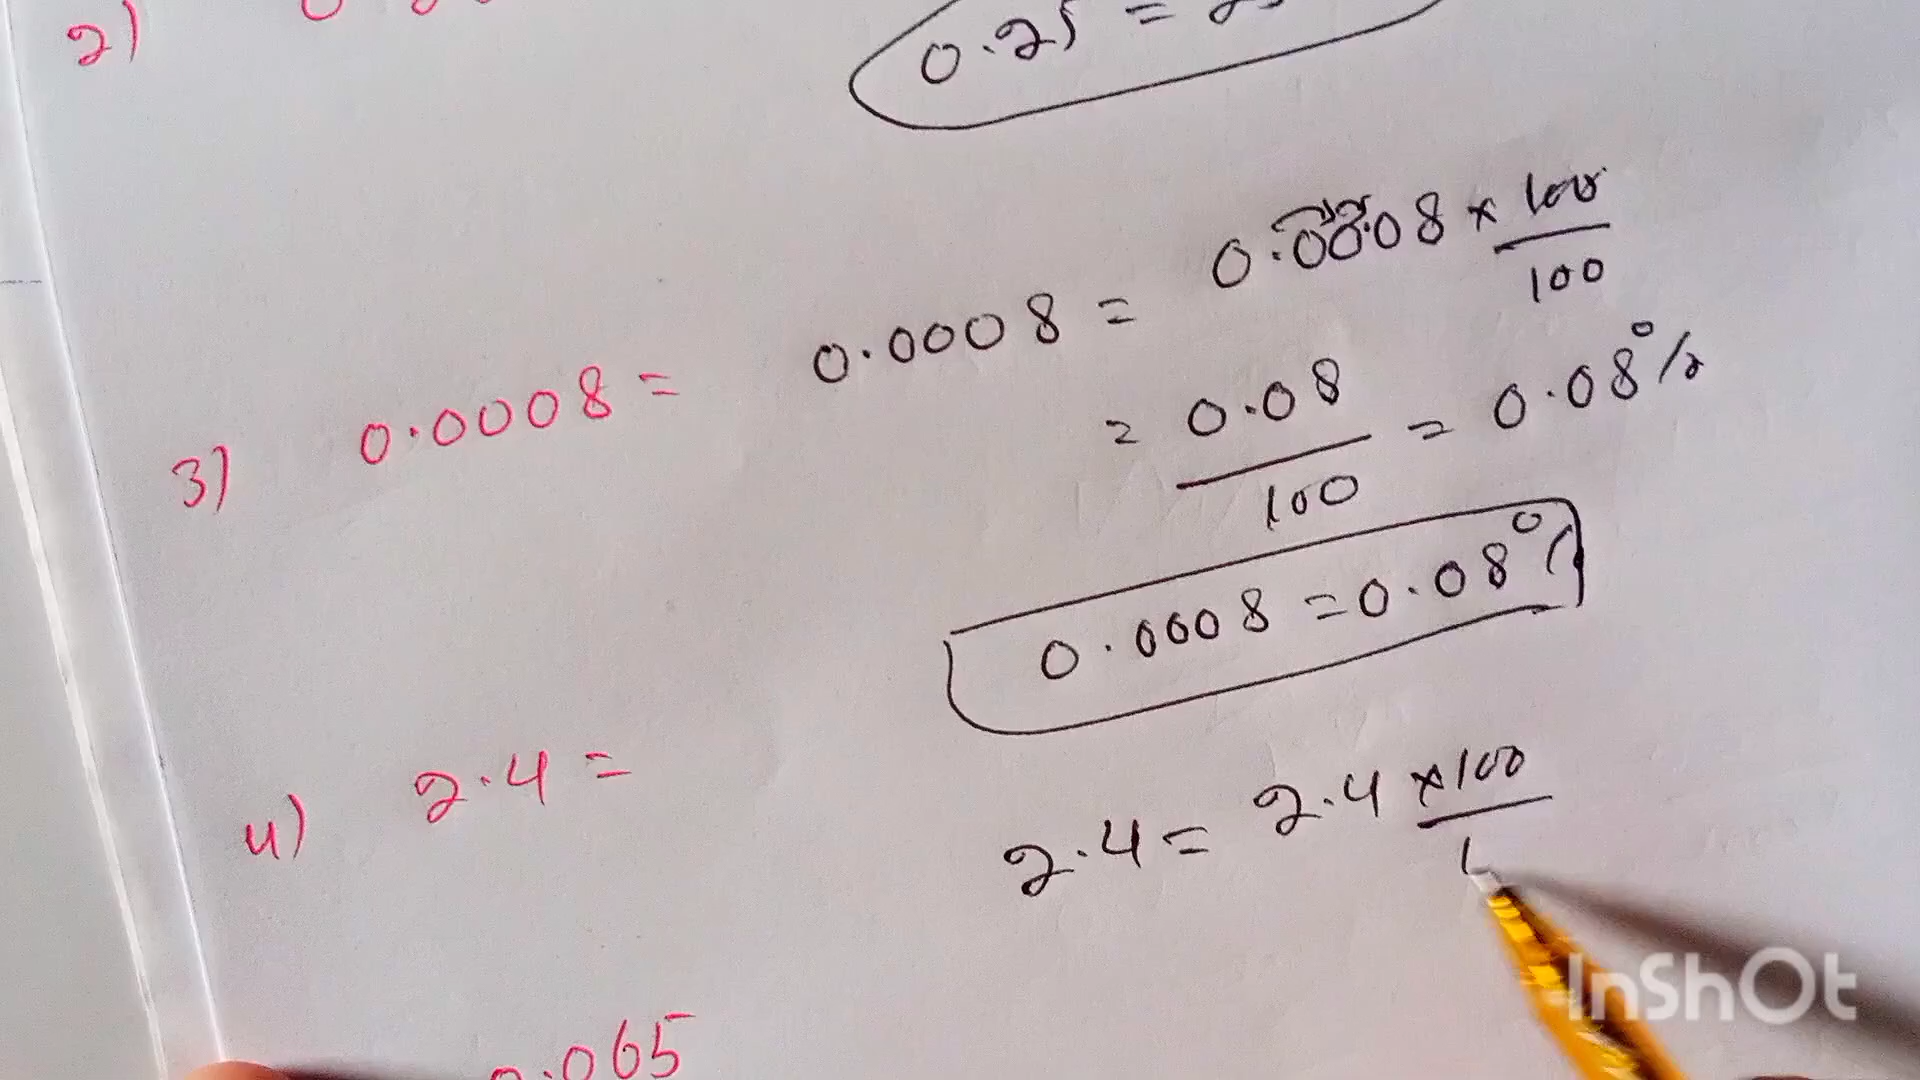 2)
0.25 =
0.0008 × 100/100
3) 0.0008 = 0.0008 =
= 0.08/100 = 0.08%
0.0008 = 0.08%
4) 2.4 = 2.4 = 2.4 × 100/1
0.065
InShOt